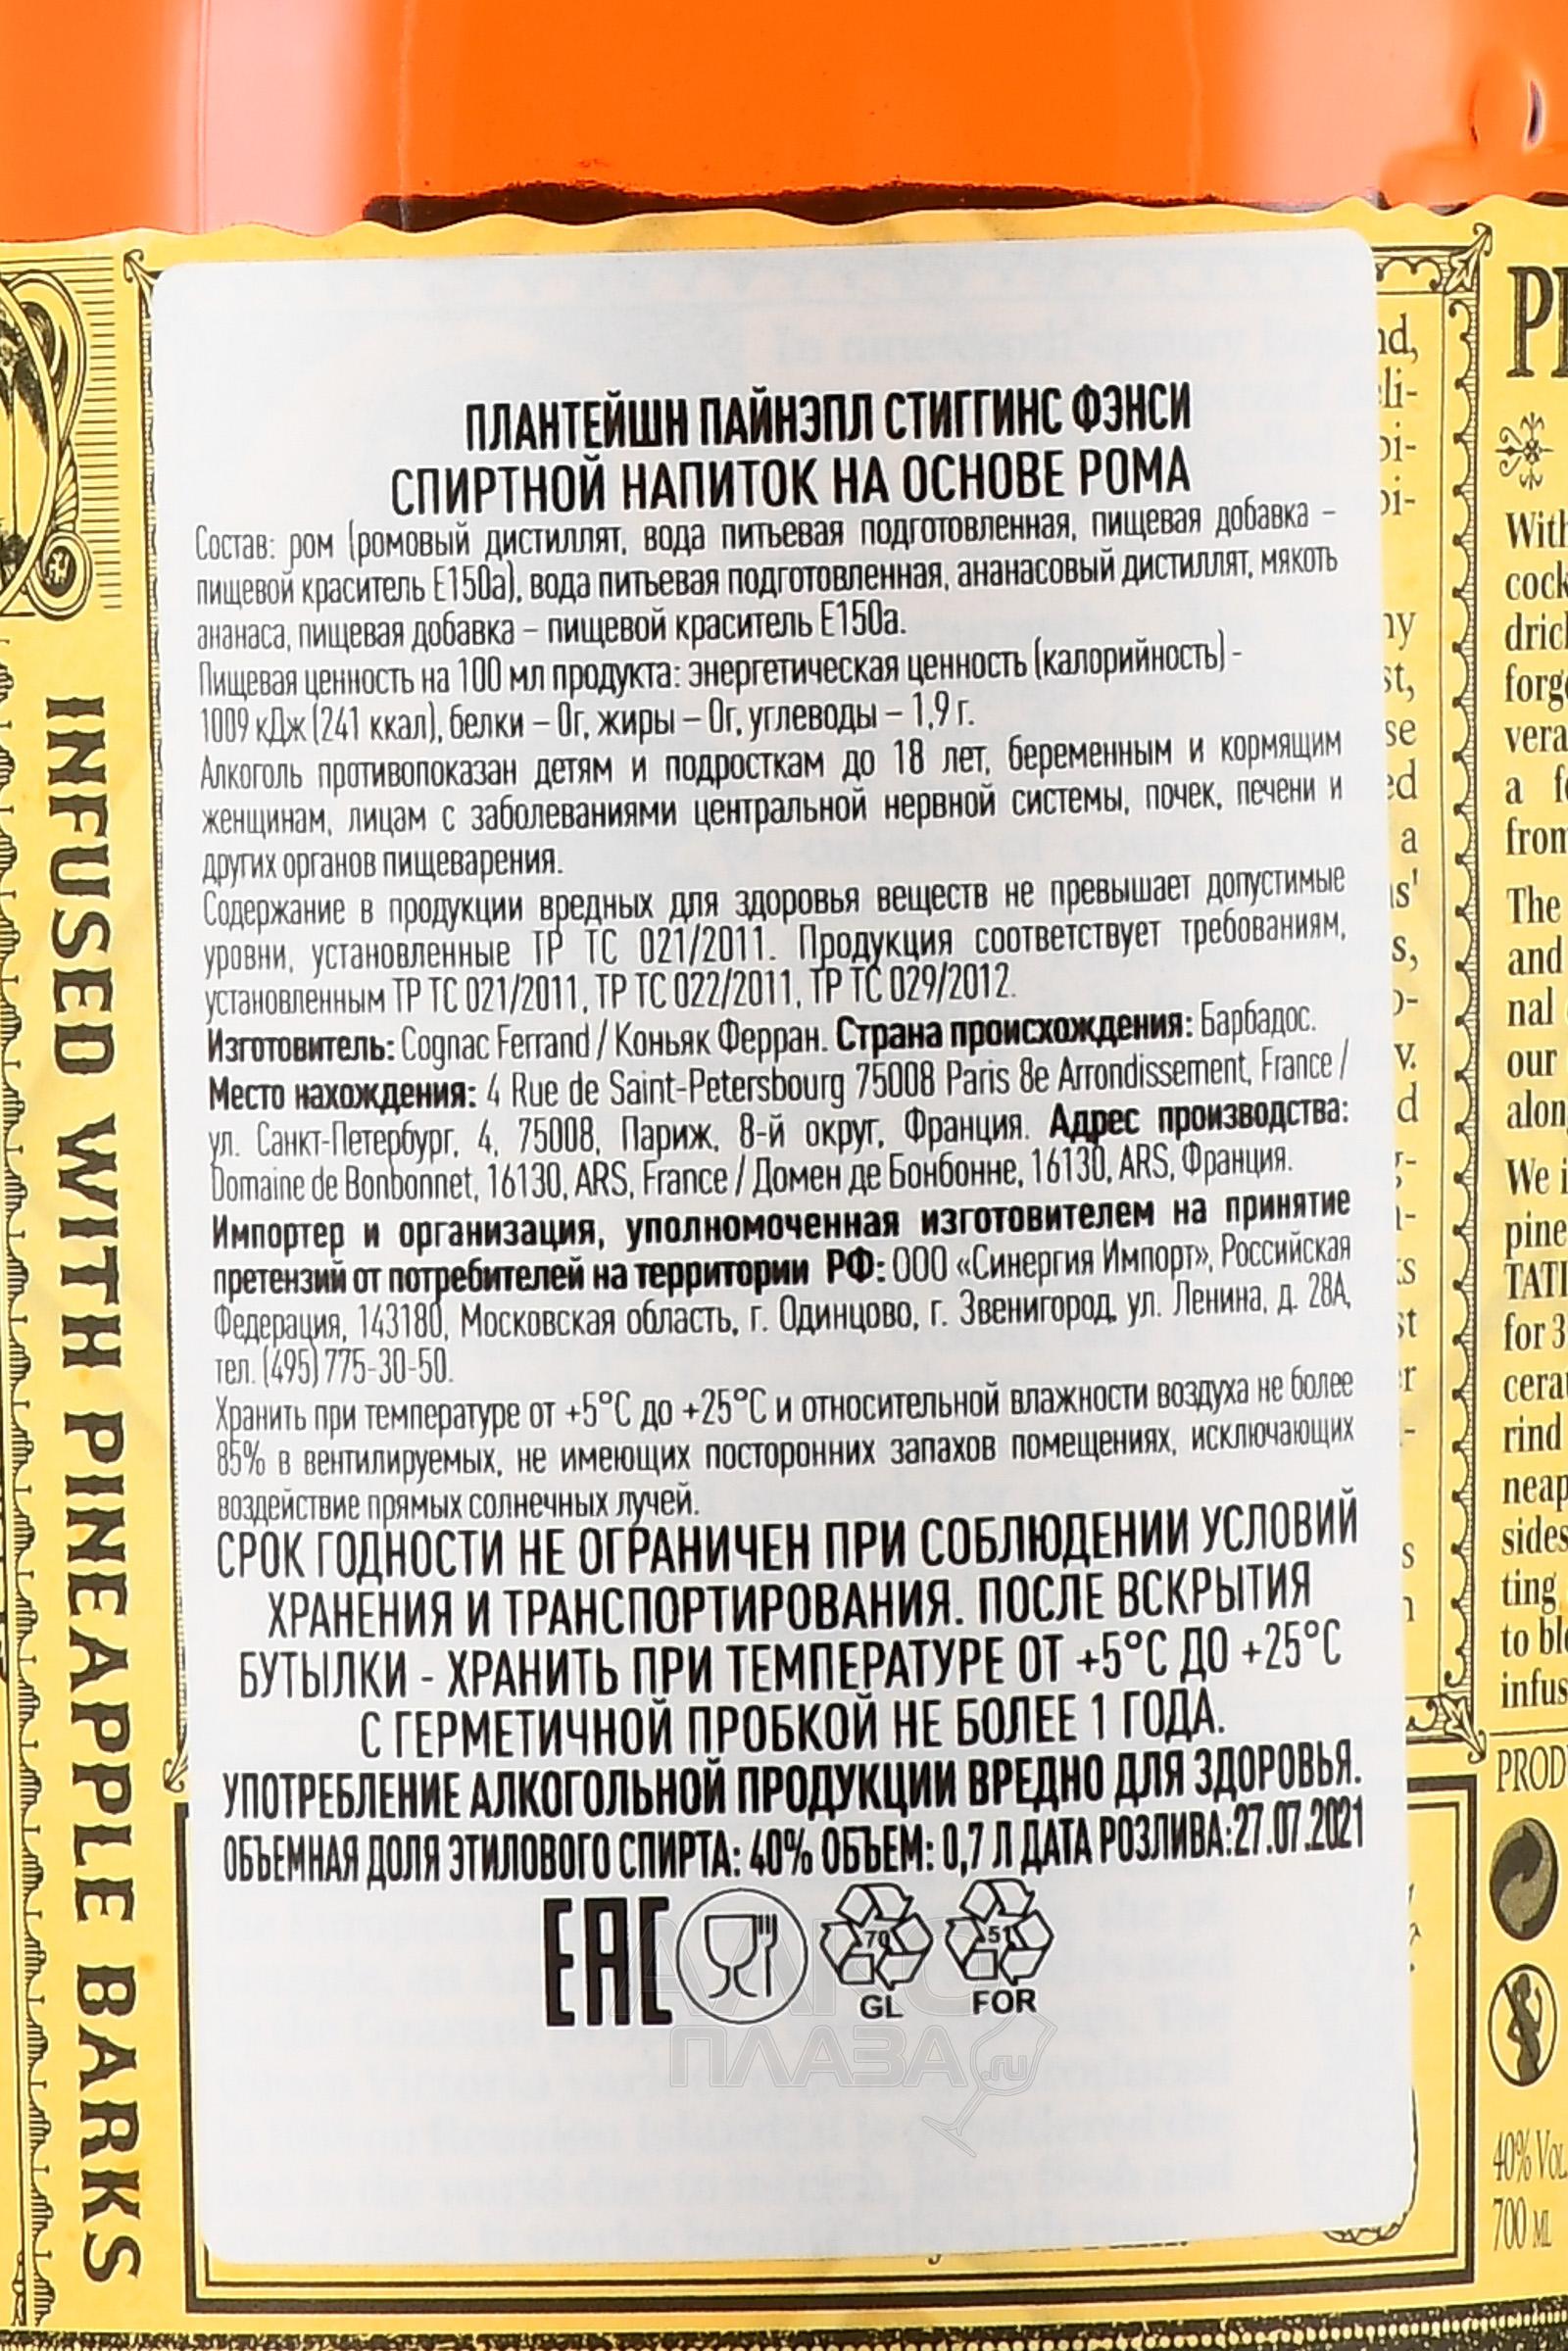 ПЛАНТЕЙШН ПАЙНЭПЛ СТИГГИНС ФЭНСИ
СПИРТНОЙ НАПИТОК НА ОСНОВЕ РОМА
Состав: ром (ромовый дистиллят, вода питьевая подготовленная, пищевая добавка –
пищевой краситель Е150а), вода питьевая подготовленная, ананасовый дистиллят, мякоть
ананаса, пищевая добавка – пищевой краситель Е150а.
Пищевая ценность на 100 мл продукта: энергетическая ценность (калорийность) -
1009 кДж (241 ккал), белки – 0г, жиры – 0г, углеводы – 1,9 г.
Алкоголь противопоказан детям и подросткам до 18 лет, беременным и кормящим
женщинам, лицам с заболеваниями центральной нервной системы, почек, печени и
других органов пищеварения.
Содержание в продукции вредных для здоровья веществ не превышает допустимые
уровни, установленные ТР ТС 021/2011. Продукция соответствует требованиям,
установленным ТР ТС 021/2011, ТР ТС 022/2011, ТР ТС 029/2012.
Изготовитель: Cognac Ferrand / Коньяк Ферран. Страна происхождения: Барбадос.
Место нахождения: 4 Rue de Saint-Petersbourg 75008 Paris 8e Arrondissement, France /
ул. Санкт-Петербург, 4, 75008, Париж, 8-й округ, Франция. Адрес производства:
Domaine de Bonbonnet, 16130, ARS, France / Домен де Бонбонне, 16130, ARS, Франция.
Импортер и организация, уполномоченная изготовителем на принятие
претензий от потребителей на территории РФ: ООО «Синергия Импорт», Российская
Федерация, 143180, Московская область, г. Одинцово, г. Звенигород, ул. Ленина, д. 28А,
тел. (495) 775-30-50.
Хранить при температуре от +5°С до +25°С и относительной влажности воздуха не более
85% в вентилируемых, не имеющих посторонних запахов помещениях, исключающих
воздействие прямых солнечных лучей.
СРОК ГОДНОСТИ НЕ ОГРАНИЧЕН ПРИ СОБЛЮДЕНИИ УСЛОВИЙ
ХРАНЕНИЯ И ТРАНСПОРТИРОВАНИЯ. ПОСЛЕ ВСКРЫТИЯ
БУТЫЛКИ - ХРАНИТЬ ПРИ ТЕМПЕРАТУРЕ ОТ +5°С ДО +25°С
С ГЕРМЕТИЧНОЙ ПРОБКОЙ НЕ БОЛЕЕ 1 ГОДА.
УПОТРЕБЛЕНИЕ АЛКОГОЛЬНОЙ ПРОДУКЦИИ ВРЕДНО ДЛЯ ЗДОРОВЬЯ.
ОБЪЕМНАЯ ДОЛЯ ЭТИЛОВОГО СПИРТА: 40% ОБЪЕМ: 0,7 Л ДАТА РОЗЛИВА:27.07.2021
EAC
70
GL
51
FOR
АЛКО
ПЛАЗА.ru
INFUSED WITH PINEAPPLE BARKS
The
and
our
for 3
rind
ting
40%
700 ML